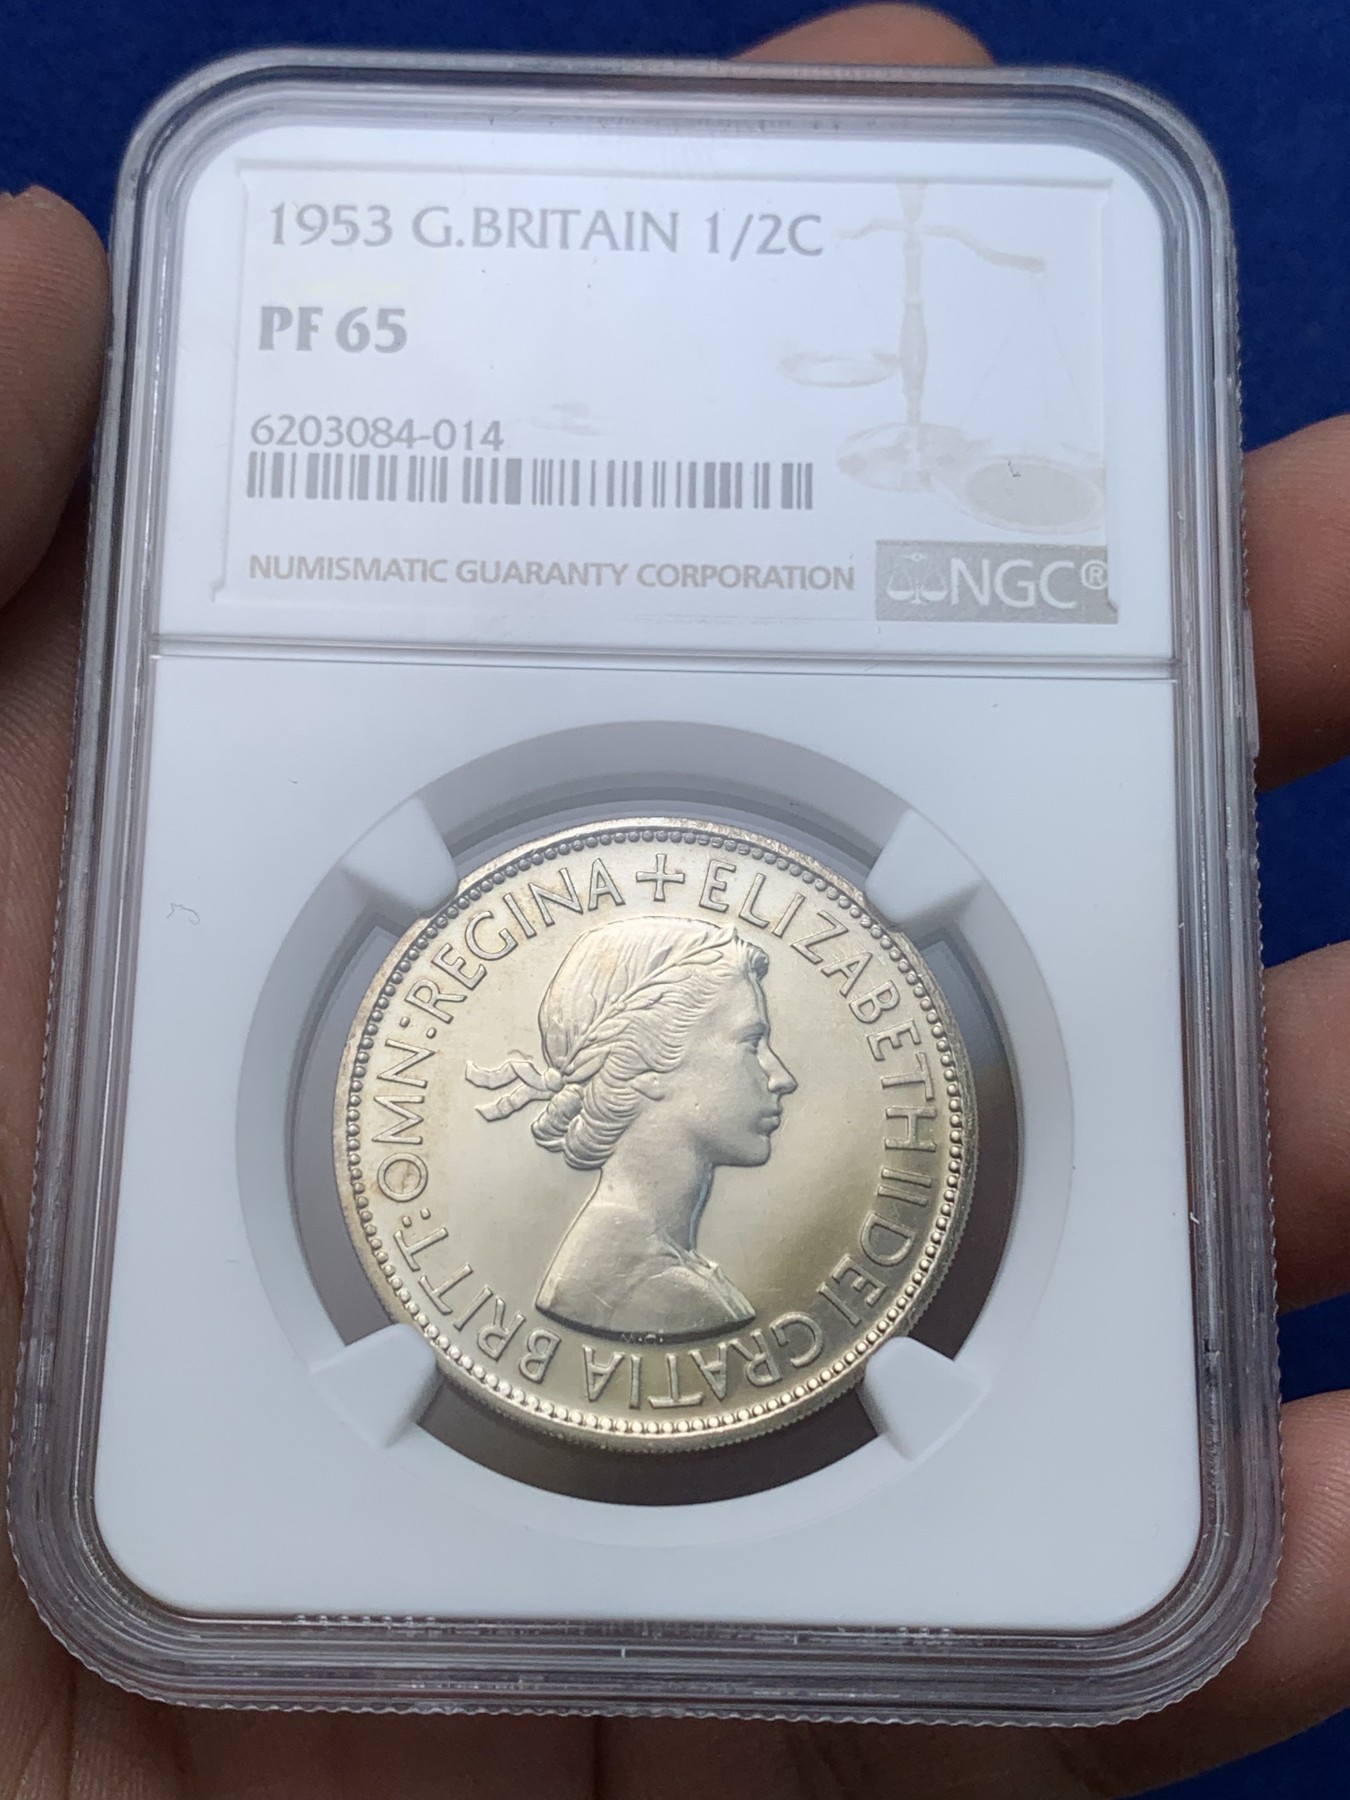 1953 G.BRITAIN 1/2C
PF 65
6203084-014
NUMISMATIC GUARANTY CORPORATION
NGC®
+ ELIZABETH II DEI GRATIA BRITT:OMN:REGINA